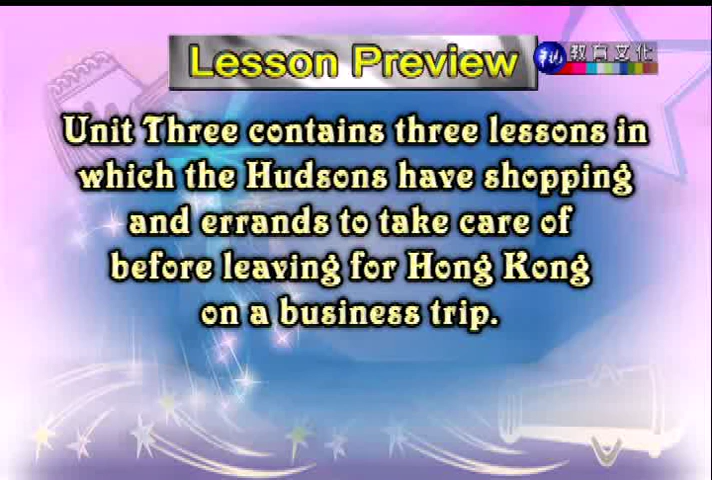 Lesson Preview
教育文化
Unit Three contains three lessons in
which the Hudsons have shopping
and errands to take care of
before leaving for Hong Kong
on a business trip.